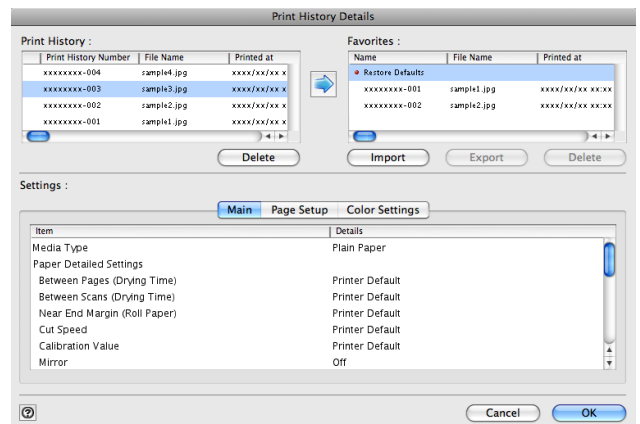 Print History Details
Print History :
Print History Number File Name Printed at
xxxxxxxx-004 sample4.jpg xxxx/xx/xx x
xxxxxxxx-003 sample3.jpg xxxx/xx/xx x
xxxxxxxx-002 sample2.jpg xxxx/xx/xx x
xxxxxxxx-001 sample1.jpg xxxx/xx/xx x
Delete
Favorites :
Name File Name Printed at
Restore Defaults
xxxxxxxx-001 sample1.jpg xxxx/xx/xx xx:xx
xxxxxxxx-002 sample2.jpg xxxx/xx/xx xx:xx
Import Export Delete
Settings :
Main Page Setup Color Settings
Item Details
Media Type Plain Paper
Paper Detailed Settings
Between Pages (Drying Time) Printer Default
Between Scans (Drying Time) Printer Default
Near End Margin (Roll Paper) Printer Default
Cut Speed Printer Default
Calibration Value Printer Default
Mirror Off
? Cancel OK